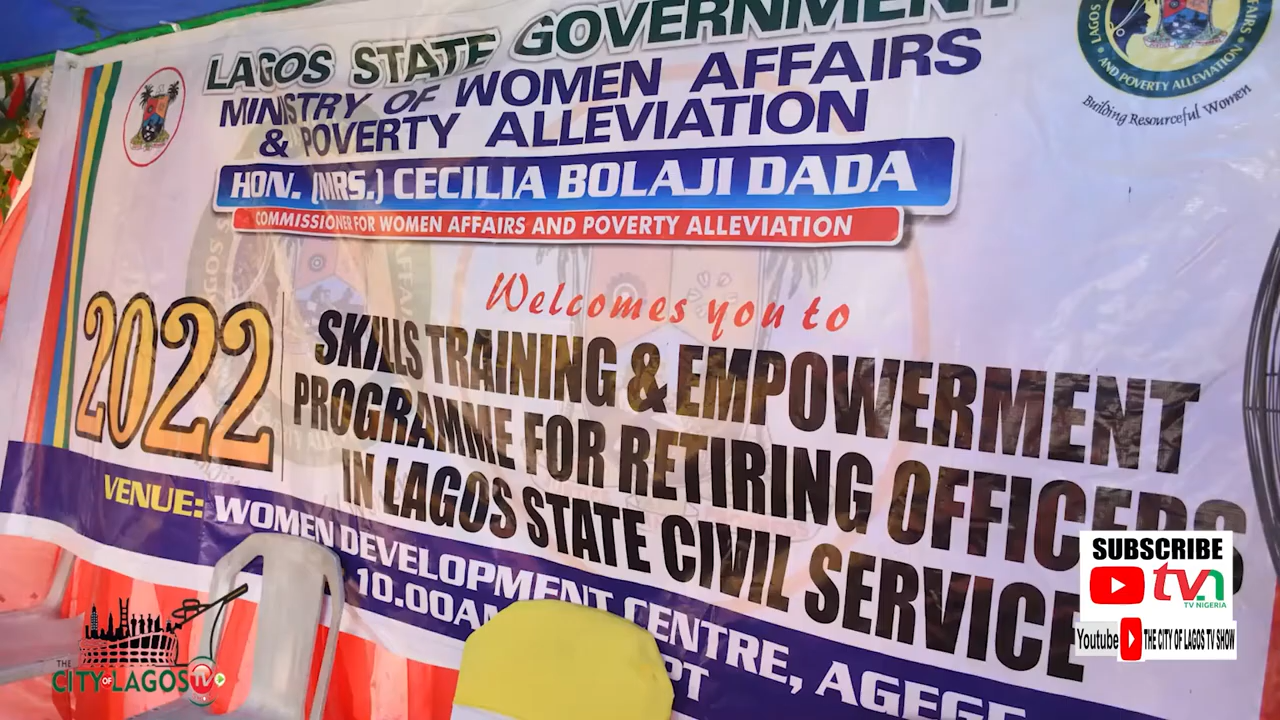 LAGOS STATE GOVERNMENT
MINISTRY OF WOMEN AFFAIRS
& POVERTY ALLEVIATION
HON. (MRS.) CECILIA BOLAJI DADA
COMMISSIONER FOR WOMEN AFFAIRS AND POVERTY ALLEVIATION
LAGOS
AND POVERTY ALLEVIATION
Building Resourceful Women
Welcomes you to
2022
SKILLS TRAINING & EMPOWERMENT
PROGRAMME FOR RETIRING OFFICERS
IN LAGOS STATE CIVIL SERVICE
VENUE: WOMEN DEVELOPMENT CENTRE, AGEGE
10.00AM
PT
THE
CITY OF LAGOS TV
SUBSCRIBE
tvn
TV NIGERIA
Youtube THE CITY OF LAGOS TV SHOW